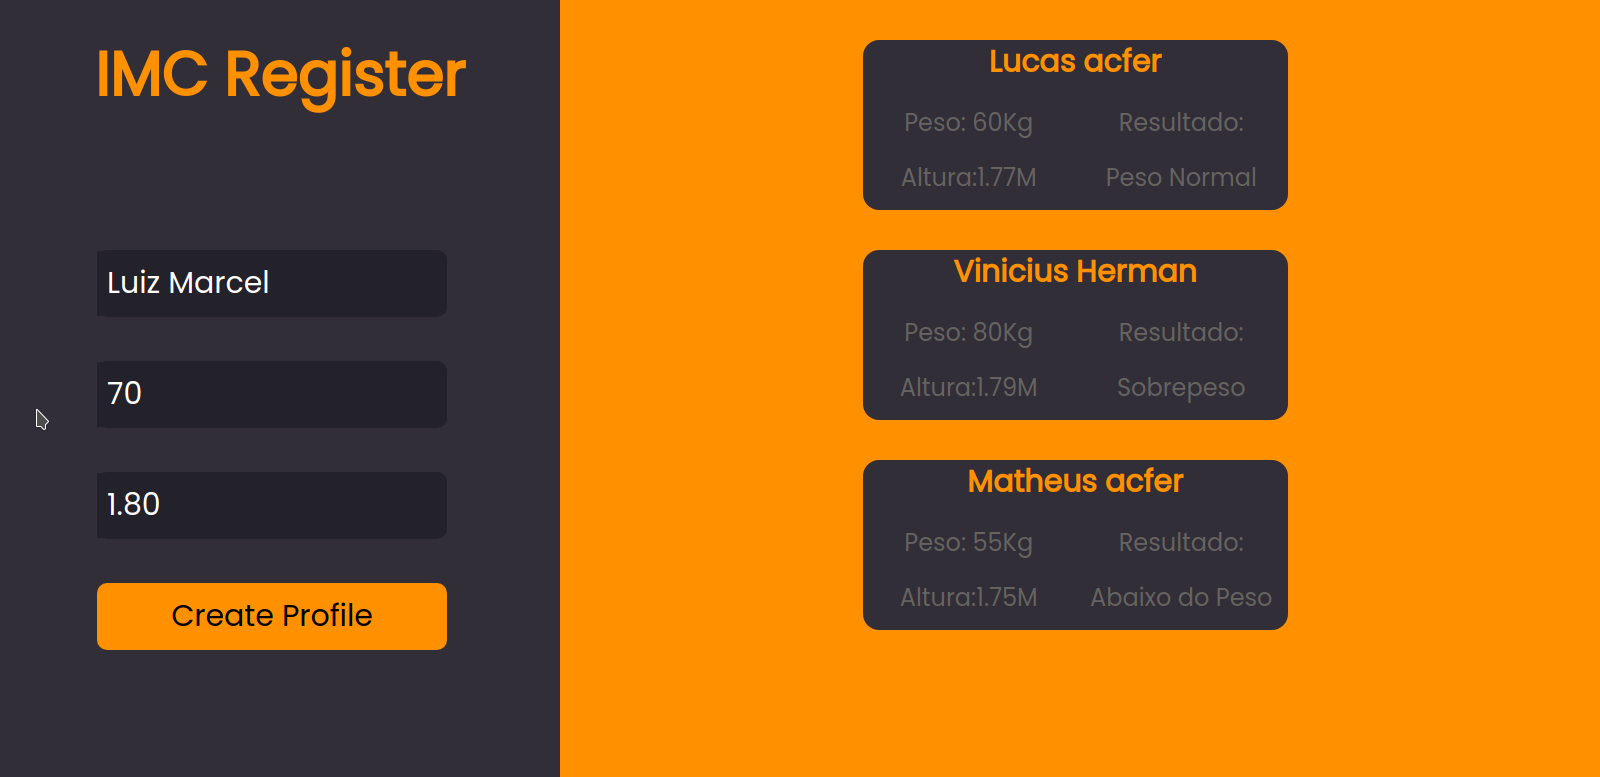 IMC Register
Luiz Marcel
70
1.80
Create Profile
Lucas acfer
Peso: 60Kg
Resultado:
Altura:1.77M
Peso Normal
Vinicius Herman
Peso: 80Kg
Resultado:
Altura:1.79M
Sobrepeso
Matheus acfer
Peso: 55Kg
Resultado:
Altura:1.75M
Abaixo do Peso